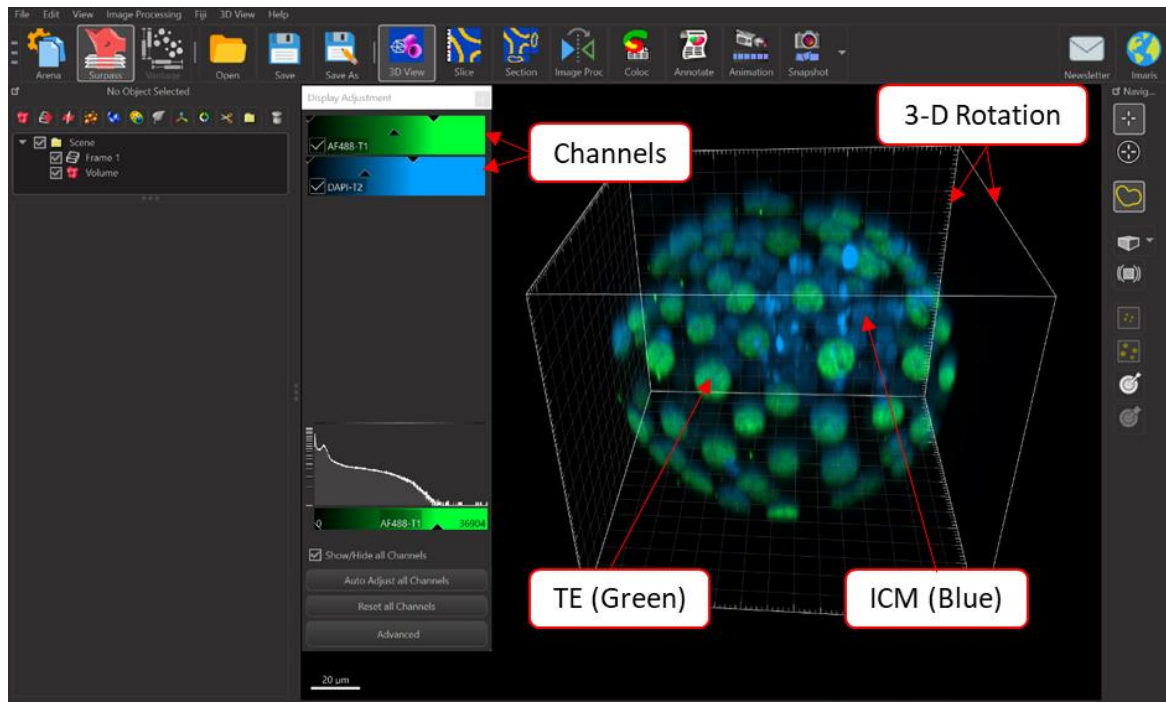 File Edit View Image Processing Fiji 3D View Help
Arena Surpass Vantage Open Save Save As 3D View Slice Section Image Proc Coloc Annotate Animation Snapshot Newsletter Imaris
No Object Selected
Scene
Frame 1
Volume
Display Adjustment
AF488-T1
DAPI-T2
0 AF488-T1 36904
Show/Hide all Channels
Auto Adjust all Channels
Reset all Channels
Advanced
Channels
3-D Rotation
TE (Green)
ICM (Blue)
20 µm
Navig...